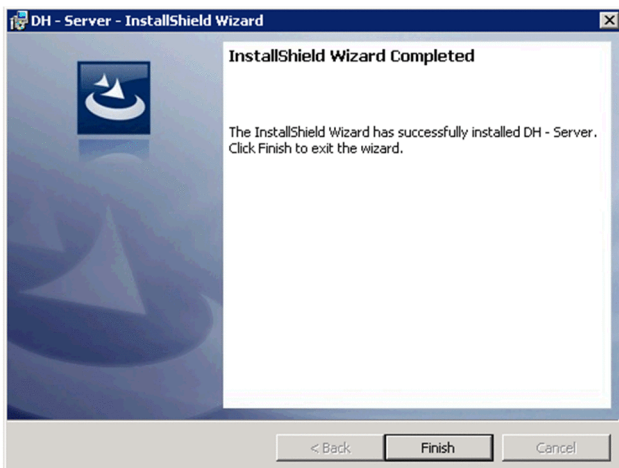 DH - Server - InstallShield Wizard
InstallShield Wizard Completed
The InstallShield Wizard has successfully installed DH - Server.
Click Finish to exit the wizard.
< Back
Finish
Cancel